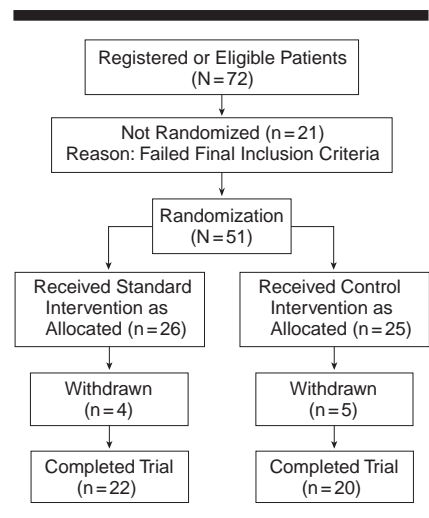 Registered or Eligible Patients
(N=72)
Not Randomized (n=21)
Reason: Failed Final Inclusion Criteria
Randomization
(N=51)
Received Standard
Intervention as
Allocated (n=26)
Received Control
Intervention as
Allocated (n=25)
Withdrawn
(n=4)
Withdrawn
(n=5)
Completed Trial
(n=22)
Completed Trial
(n=20)